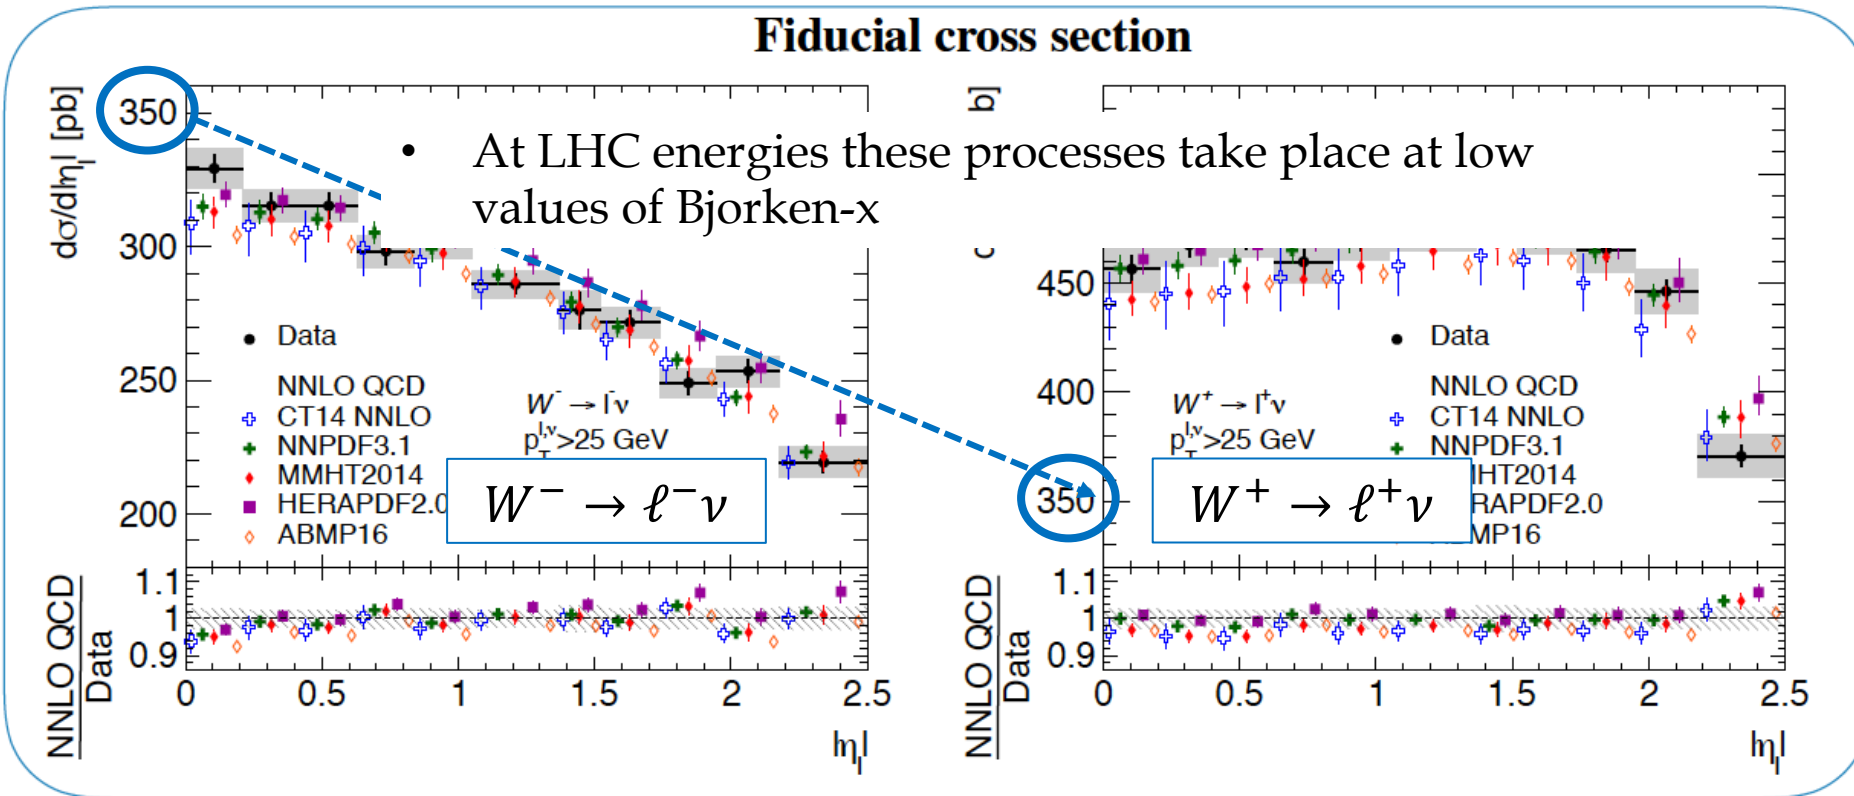 Fiducial cross section
dσ/d|η_l| [pb]
350
300
250
200
• At LHC energies these processes take place at low
values of Bjorken-x
Data
NNLO QCD
CT14 NNLO
NNPDF3.1
MMHT2014
HERAPDF2.0
ABMP16
W⁻ → l⁻ν
p_T^{l,ν}>25 GeV
W⁻ → ℓ⁻ν
NNLO QCD
Data
1.1
1
0.9
0 0.5 1 1.5 2 2.5
|η_l|
b]
450
400
350
Data
NNLO QCD
CT14 NNLO
NNPDF3.1
HT2014
RAPDF2.0
MP16
W⁺ → l⁺ν
p_T^{l,ν}>25 GeV
W⁺ → ℓ⁺ν
NNLO QCD
Data
1.1
1
0.9
0 0.5 1 1.5 2 2.5
|η_l|